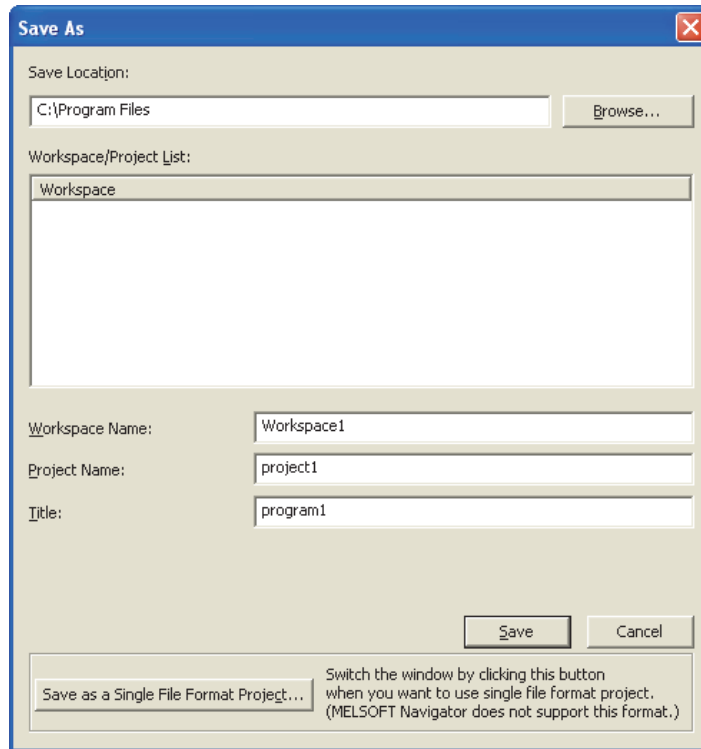 Save As
Save Location:
C:\Program Files
Browse...
Workspace/Project List:
Workspace
Workspace Name:
Workspace1
Project Name:
project1
Title:
program1
Save
Cancel
Save as a Single File Format Project...
Switch the window by clicking this button
when you want to use single file format project.
(MELSOFT Navigator does not support this format.)